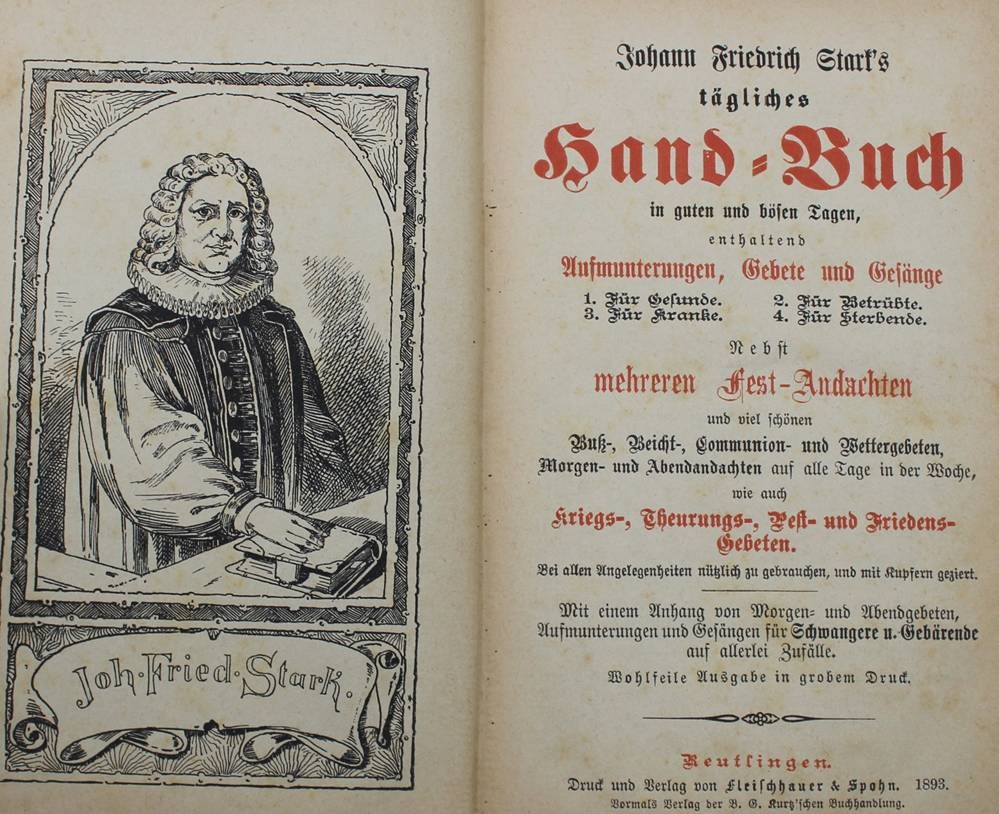 Joh. Fried. Stark.
Johann Friedrich Stark's
tägliches
Hand-Buch
in guten und bösen Tagen,
enthaltend
Aufmunterungen, Gebete und Gesänge
1. Für Gesunde. 2. Für Betrübte.
3. Für Kranke. 4. Für Sterbende.
Nebst
mehreren Fest-Andachten
und viel schönen
Buß-, Beicht-, Communion- und Wettergebeten,
Morgen- und Abendandachten auf alle Tage in der Woche,
wie auch
Kriegs-, Theurungs-, Pest- und Friedens-
Gebeten.
Bei allen Angelegenheiten nützlich zu gebrauchen, und mit Kupfern geziert.
Mit einem Anhang von Morgen- und Abendgebeten,
Aufmunterungen und Gesängen für Schwangere u. Gebärende
auf allerlei Zufälle.
Wohlfeile Ausgabe in grobem Druck.
Reutlingen.
Druck und Verlag von Fleischhauer & Spohn. 1893.
Vormals Verlag der B. G. Kurtz'schen Buchhandlung.